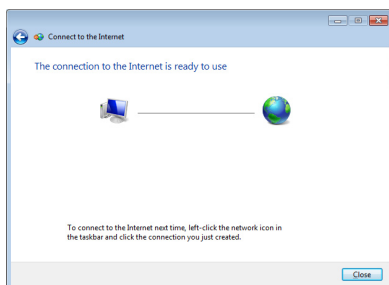 Connect to the Internet
The connection to the Internet is ready to use
To connect to the Internet next time, left-click the network icon in
the taskbar and click the connection you just created.
Close